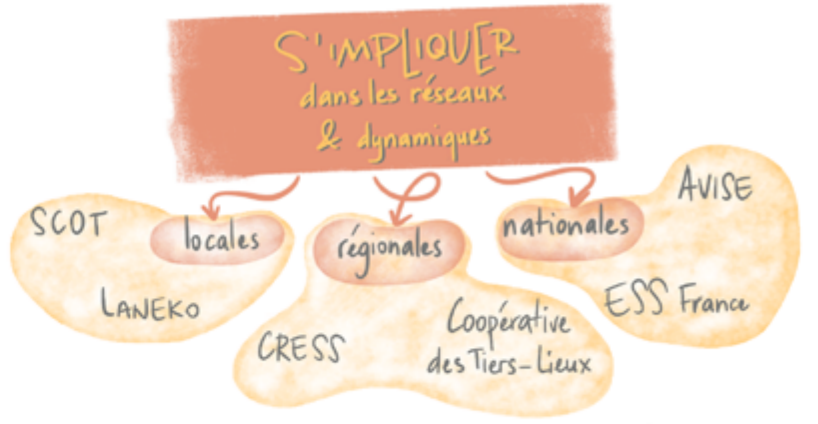 S'IMPLIQUER
dans les réseaux
& dynamiques
locales
SCOT
LANEKO
régionales
CRESS
Coopérative
des Tiers-Lieux
nationales
AVISE
ESS France